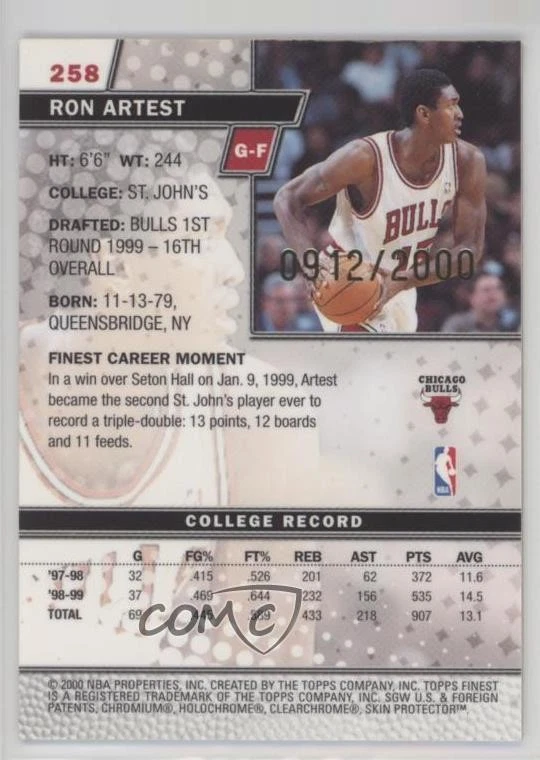 258
RON ARTEST
G-F
HT: 6'6" WT: 244
COLLEGE: ST. JOHN'S
DRAFTED: BULLS 1ST
ROUND 1999 – 16TH
OVERALL
BORN: 11-13-79,
QUEENSBRIDGE, NY
BULLS
0912/2000
FINEST CAREER MOMENT
In a win over Seton Hall on Jan. 9, 1999, Artest
became the second St. John's player ever to
record a triple-double: 13 points, 12 boards
and 11 feeds.
CHICAGO
BULLS
NBA
COLLEGE RECORD
G FG% FT% REB AST PTS AVG
'97-98 32 .415 .526 201 62 372 11.6
'98-99 37 .469 .644 232 156 535 14.5
TOTAL 69 .445 .589 433 218 907 13.1
COMC
© 2000 NBA PROPERTIES, INC. CREATED BY THE TOPPS COMPANY, INC. TOPPS FINEST
IS A REGISTERED TRADEMARK OF THE TOPPS COMPANY, INC. SGW U.S. & FOREIGN
PATENTS, CHROMIUM®, HOLOCHROME®, CLEARCHROME®, SKIN PROTECTOR™.